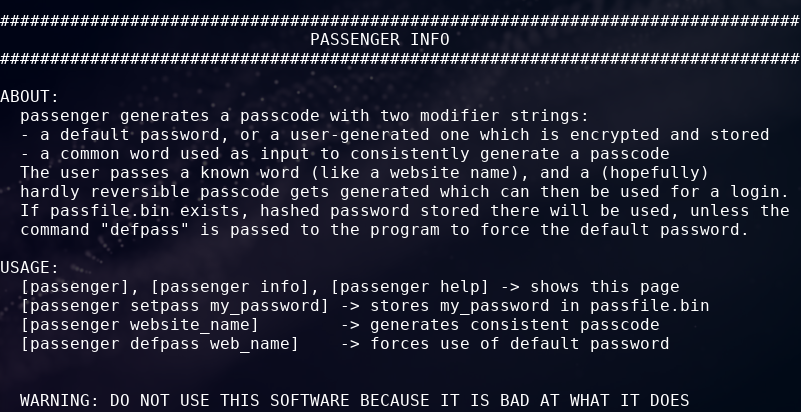 ################################################################################
PASSENGER INFO
################################################################################
ABOUT:
passenger generates a passcode with two modifier strings:
- a default password, or a user-generated one which is encrypted and stored
- a common word used as input to consistently generate a passcode
The user passes a known word (like a website name), and a (hopefully)
hardly reversible passcode gets generated which can then be used for a login.
If passfile.bin exists, hashed password stored there will be used, unless the
command "defpass" is passed to the program to force the default password.
USAGE:
[passenger], [passenger info], [passenger help] -> shows this page
[passenger setpass my_password] -> stores my_password in passfile.bin
[passenger website_name]        -> generates consistent passcode
[passenger defpass web_name]    -> forces use of default password
WARNING: DO NOT USE THIS SOFTWARE BECAUSE IT IS BAD AT WHAT IT DOES